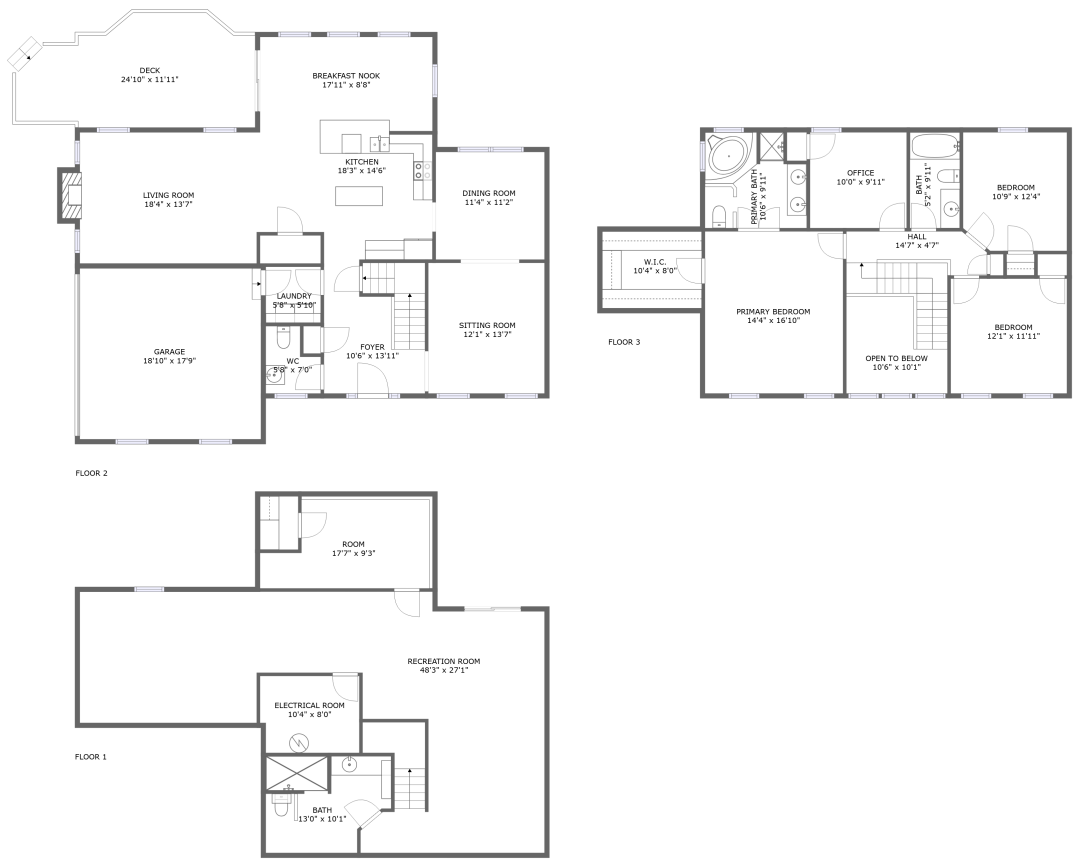 DECK
24'10" x 11'11"
BREAKFAST NOOK
17'11" x 8'8"
KITCHEN
18'3" x 14'6"
LIVING ROOM
18'4" x 13'7"
DINING ROOM
11'4" x 11'2"
LAUNDRY
5'8" x 5'10"
SITTING ROOM
12'1" x 13'7"
GARAGE
18'10" x 17'9"
FOYER
10'6" x 13'11"
WC
5'8" x 7'0"
FLOOR 2
PRIMARY BATH
10'6" x 9'11"
OFFICE
10'0" x 9'11"
BATH
5'2" x 9'11"
BEDROOM
10'9" x 12'4"
HALL
14'7" x 4'7"
W.I.C.
10'4" x 8'0"
PRIMARY BEDROOM
14'4" x 16'10"
BEDROOM
12'1" x 11'11"
OPEN TO BELOW
10'6" x 10'1"
FLOOR 3
ROOM
17'7" x 9'3"
RECREATION ROOM
48'3" x 27'1"
ELECTRICAL ROOM
10'4" x 8'0"
BATH
13'0" x 10'1"
FLOOR 1